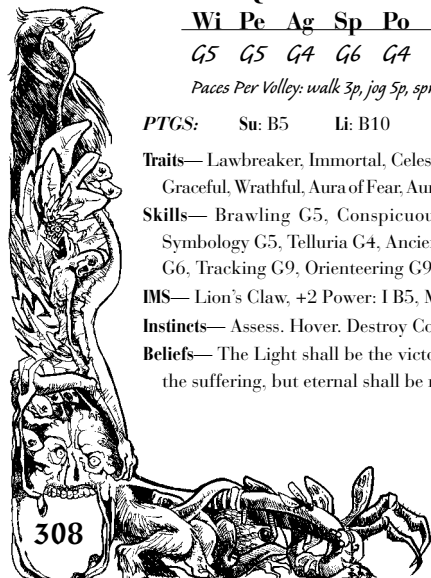 Wi Pe Ag Sp Po
G5 G5 G4 G6 G4
Paces Per Volley: walk 3p, jog 5p,
PTGS: Su: B5 Li: B10
Traits— Lawbreaker, Immortal,
Graceful, Wrathful, Aura of Fear,
Skills— Brawling G5,
Symbology G5, Telluria G4,
G6, Tracking G9, Orienteering G9
IMS— Lion's Claw, +2 Power: I B5,
Instincts— Assess. Hover. Destroy
Beliefs— The Light shall be the
the suffering, but eternal shall be
308